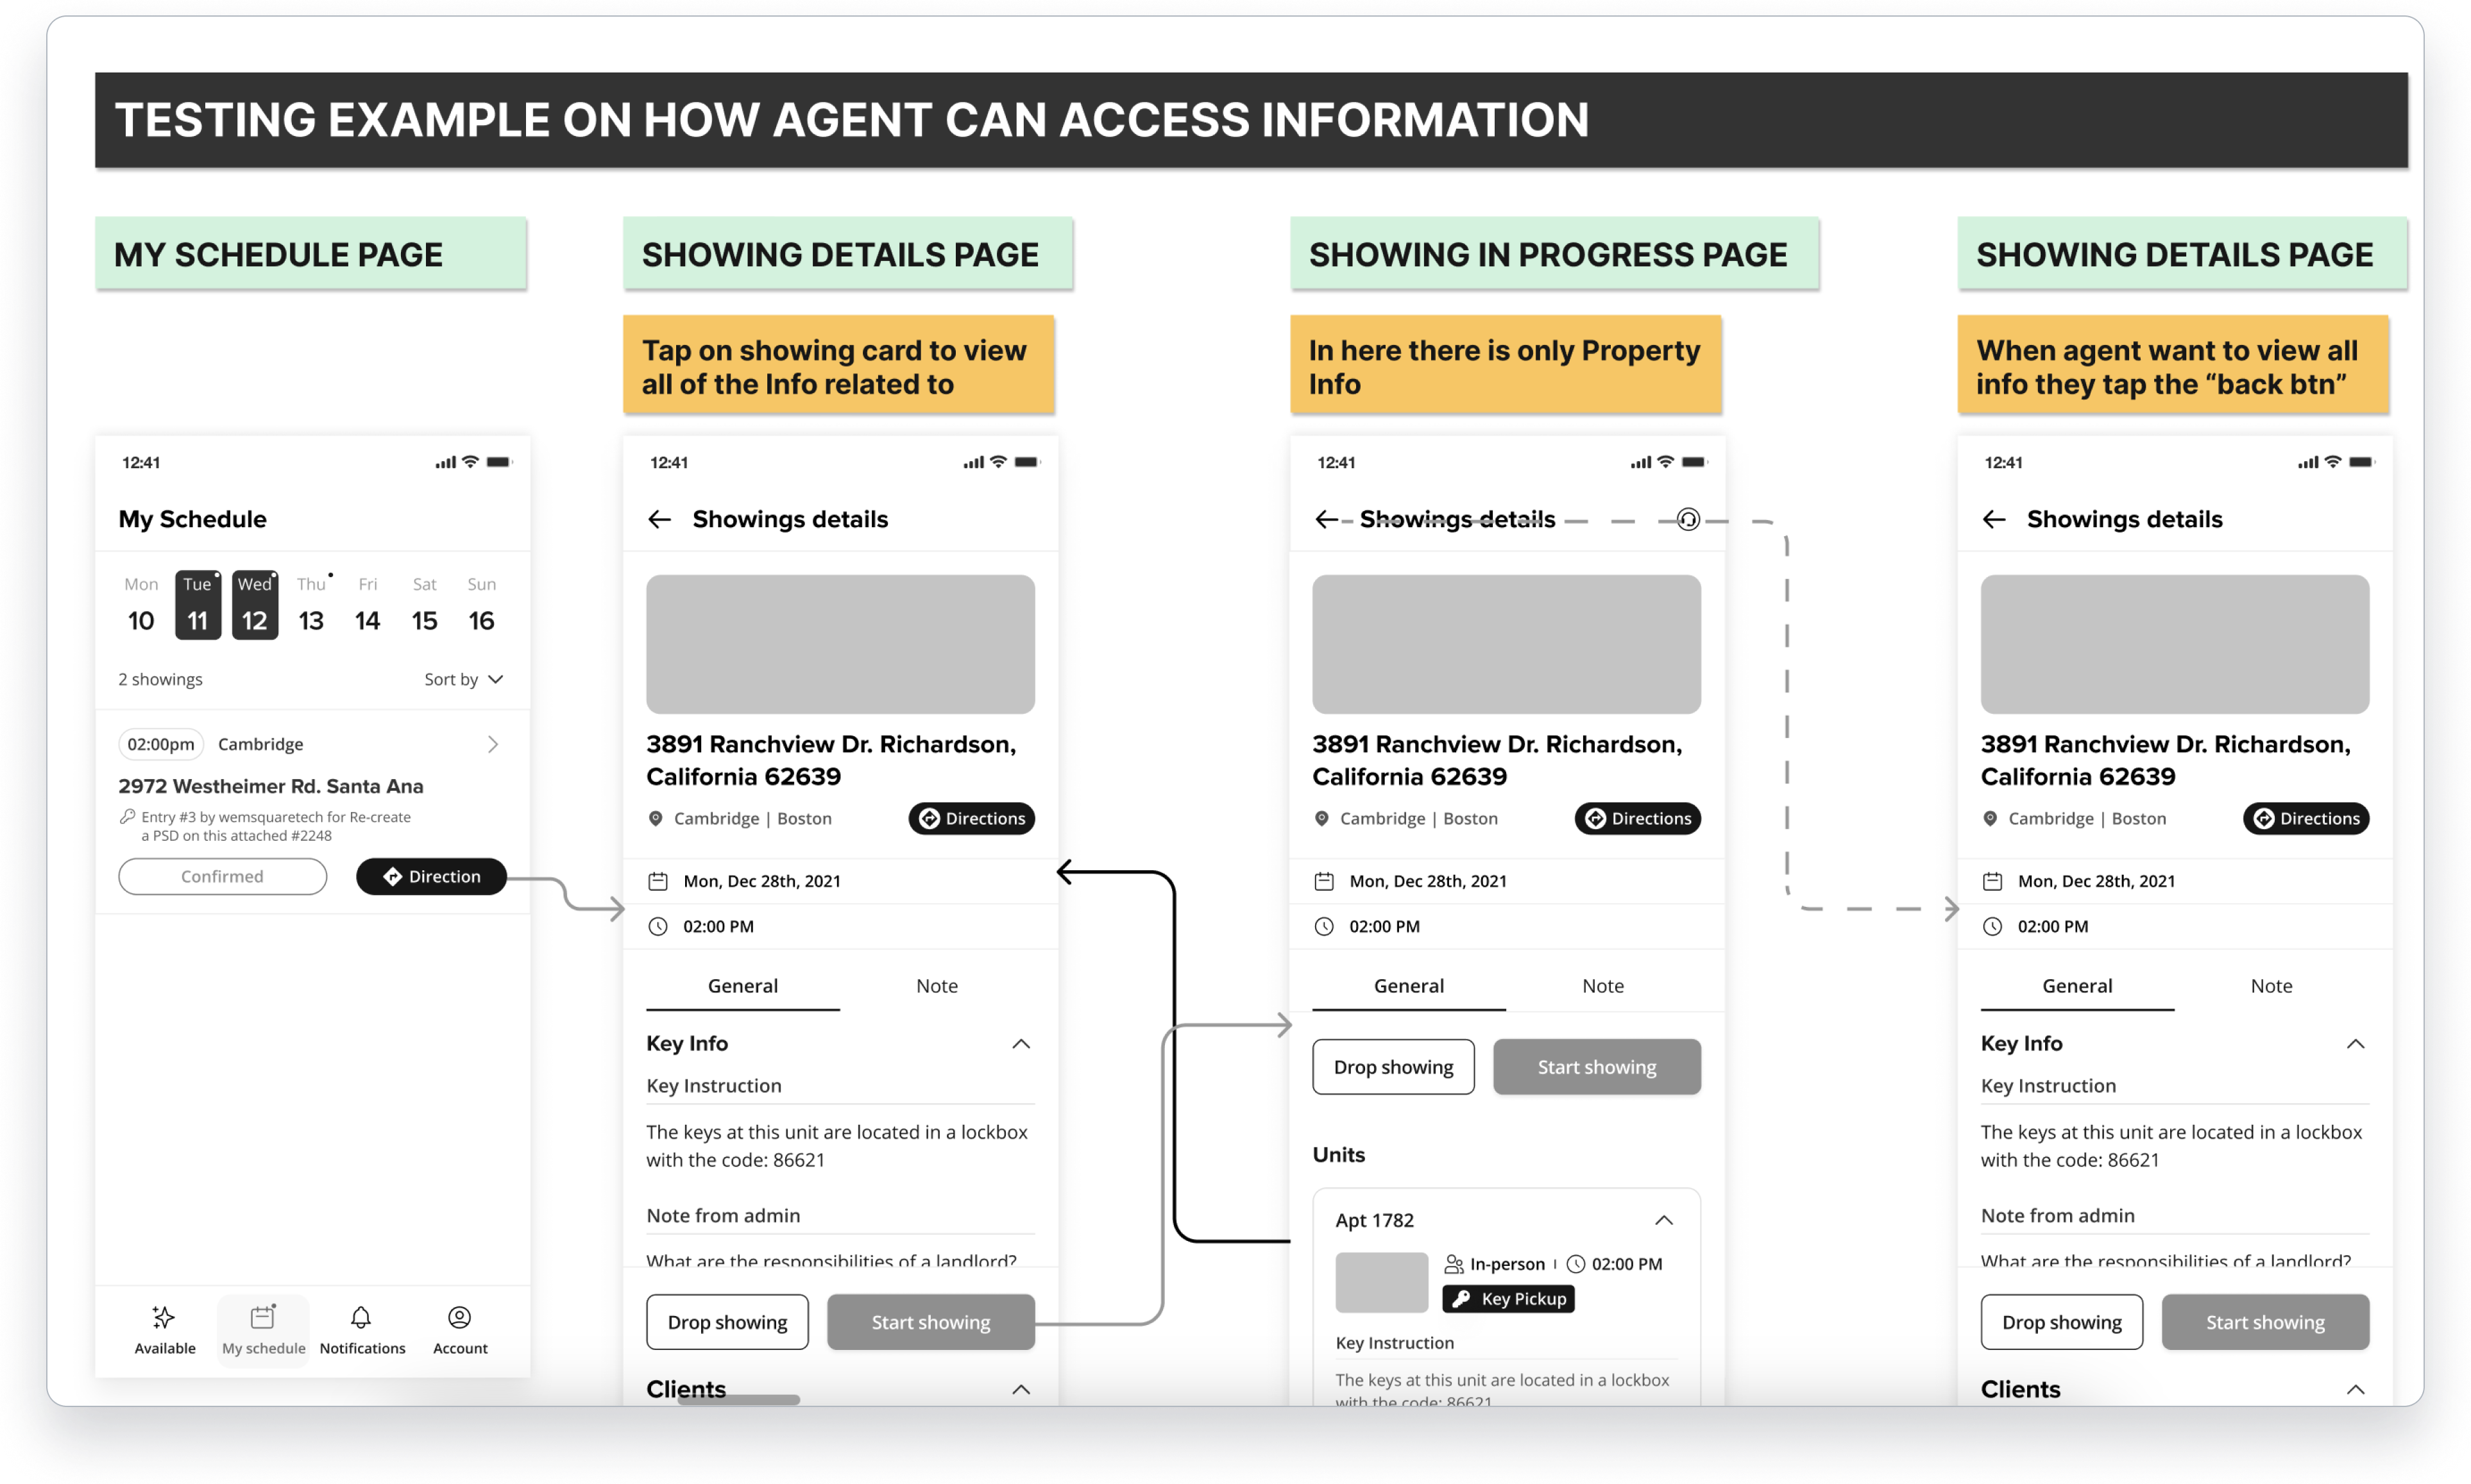 TESTING EXAMPLE ON HOW AGENT CAN ACCESS INFORMATION
MY SCHEDULE PAGE
12:41
My Schedule
Mon Tue Wed Thu Fri Sat Sun
10 11 12 13 14 15 16
2 showings Sort by
02:00pm Cambridge
2972 Westheimer Rd. Santa Ana
Entry #3 by wemsquaretech for Re-create
a PSD on this attached #2248
Confirmed Direction
Available My schedule Notifications Account
SHOWING DETAILS PAGE
Tap on showing card to view
all of the Info related to
12:41
Showings details
3891 Ranchview Dr. Richardson,
California 62639
Cambridge | Boston Directions
Mon, Dec 28th, 2021
02:00 PM
General Note
Key Info
Key Instruction
The keys at this unit are located in a lockbox
with the code: 86621
Note from admin
What are the responsibilities of a landlord?
Drop showing Start showing
Clients
SHOWING IN PROGRESS PAGE
In here there is only Property
Info
12:41
Showings details
3891 Ranchview Dr. Richardson,
California 62639
Cambridge | Boston Directions
Mon, Dec 28th, 2021
02:00 PM
General Note
Drop showing Start showing
Units
Apt 1782
In-person | 02:00 PM
Key Pickup
Key Instruction
The keys at this unit are located in a lockbox
with the code: 86621
SHOWING DETAILS PAGE
When agent want to view all
info they tap the “back btn”
12:41
Showings details
3891 Ranchview Dr. Richardson,
California 62639
Cambridge | Boston Directions
Mon, Dec 28th, 2021
02:00 PM
General Note
Key Info
Key Instruction
The keys at this unit are located in a lockbox
with the code: 86621
Note from admin
What are the responsibilities of a landlord?
Drop showing Start showing
Clients